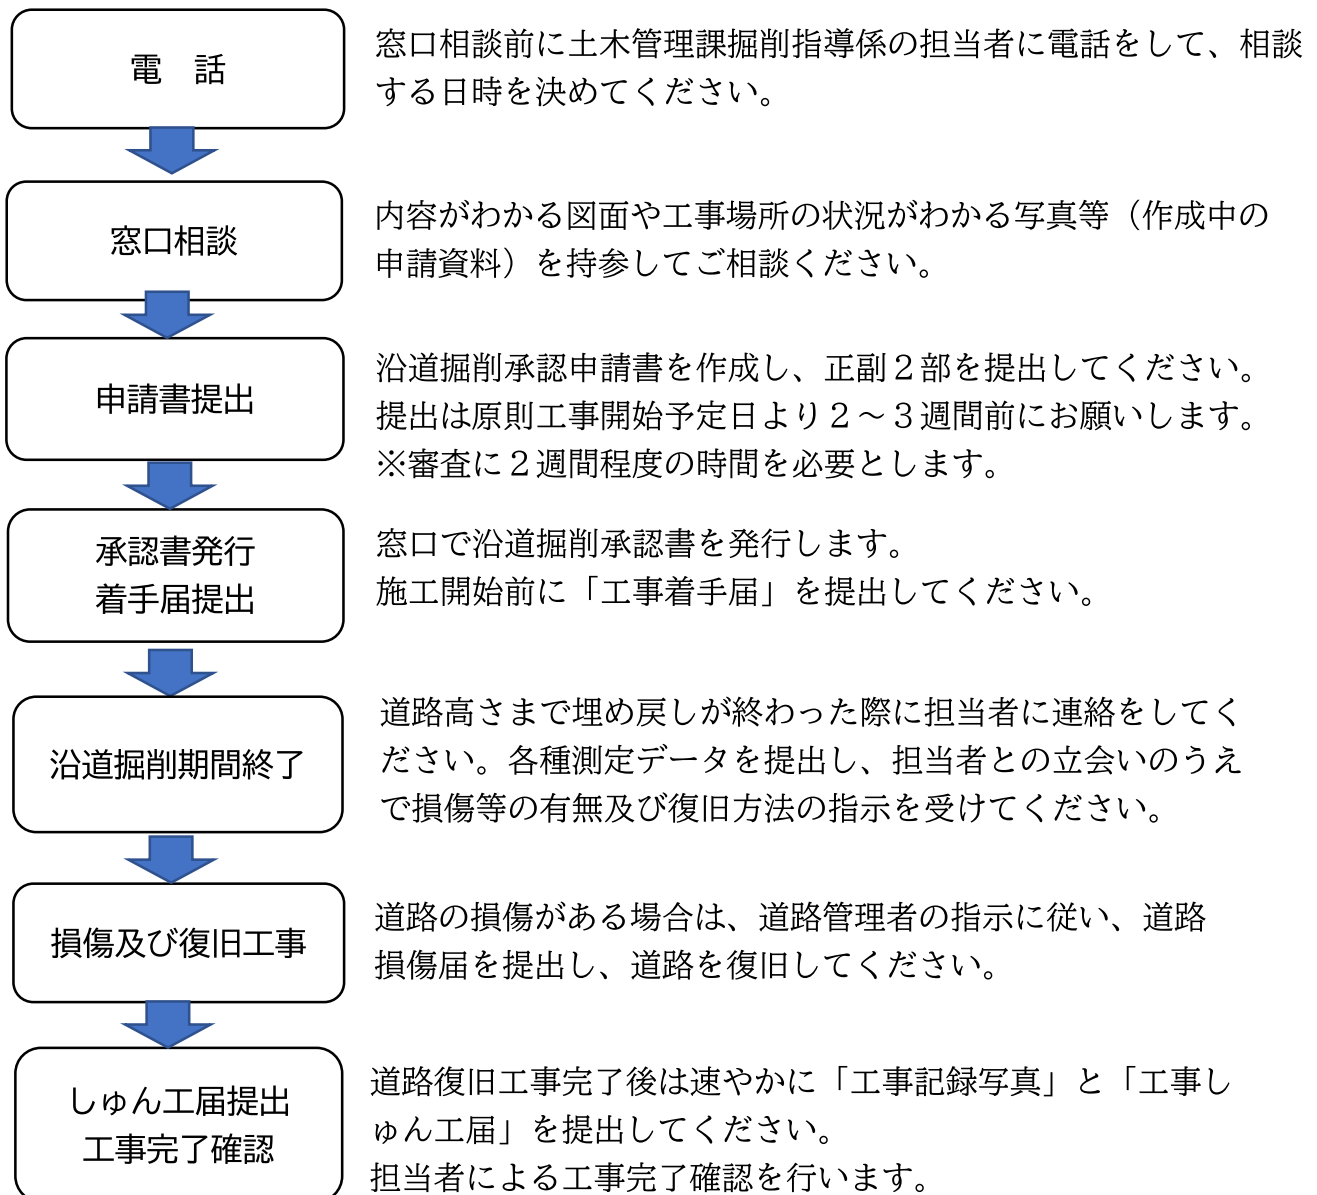 電　話
窓口相談前に土木管理課掘削指導係の担当者に電話をして、相談
する日時を決めてください。
窓口相談
内容がわかる図面や工事場所の状況がわかる写真等（作成中の
申請資料）を持参してご相談ください。
申請書提出
沿道掘削承認申請書を作成し、正副２部を提出してください。
提出は原則工事開始予定日より２～３週間前にお願いします。
※審査に２週間程度の時間を必要とします。
承認書発行
着手届提出
窓口で沿道掘削承認書を発行します。
施工開始前に「工事着手届」を提出してください。
沿道掘削期間終了
道路高さまで埋め戻しが終わった際に担当者に連絡をしてく
ださい。各種測定データを提出し、担当者との立会いのうえ
で損傷等の有無及び復旧方法の指示を受けてください。
損傷及び復旧工事
道路の損傷がある場合は、道路管理者の指示に従い、道路
損傷届を提出し、道路を復旧してください。
しゅん工届提出
工事完了確認
道路復旧工事完了後は速やかに「工事記録写真」と「工事し
ゅん工届」を提出してください。
担当者による工事完了確認を行います。